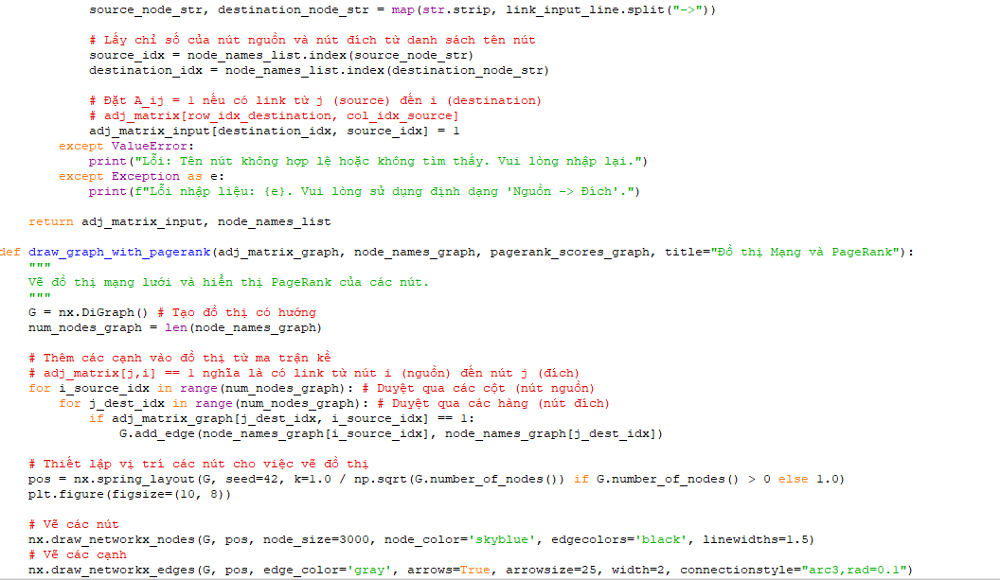 source_node_str, destination_node_str = map(str.strip, link_input_line.split("->"))
# Lấy chỉ số của nút nguồn và nút đích từ danh sách tên nút
source_idx = node_names_list.index(source_node_str)
destination_idx = node_names_list.index(destination_node_str)
# Đặt A_ij = 1 nếu có link từ j (source) đến i (destination)
# adj_matrix[row_idx_destination, col_idx_source]
adj_matrix_input[destination_idx, source_idx] = 1
except ValueError:
print("Lỗi: Tên nút không hợp lệ hoặc không tìm thấy. Vui lòng nhập lại.")
except Exception as e:
print(f"Lỗi nhập liệu: {e}. Vui lòng sử dụng định dạng 'Nguồn -> Đích'.")
return adj_matrix_input, node_names_list
def draw_graph_with_pagerank(adj_matrix_graph, node_names_graph, pagerank_scores_graph, title="Đồ thị Mạng và PageRank"):
"""
Vẽ đồ thị mạng lưới và hiển thị PageRank của các nút.
"""
G = nx.DiGraph() # Tạo đồ thị có hướng
num_nodes_graph = len(node_names_graph)
# Thêm các cạnh vào đồ thị từ ma trận kề
# adj_matrix[j,i] == 1 nghĩa là có link từ nút i (nguồn) đến nút j (đích)
for i_source_idx in range(num_nodes_graph): # Duyệt qua các cột (nút nguồn)
for j_dest_idx in range(num_nodes_graph): # Duyệt qua các hàng (nút đích)
if adj_matrix_graph[j_dest_idx, i_source_idx] == 1:
G.add_edge(node_names_graph[i_source_idx], node_names_graph[j_dest_idx])
# Thiết lập vị trí các nút cho việc vẽ đồ thị
pos = nx.spring_layout(G, seed=42, k=1.0 / np.sqrt(G.number_of_nodes()) if G.number_of_nodes() > 0 else 1.0)
plt.figure(figsize=(10, 8))
# Vẽ các nút
nx.draw_networkx_nodes(G, pos, node_size=3000, node_color='skyblue', edgecolors='black', linewidths=1.5)
# Vẽ các cạnh
nx.draw_networkx_edges(G, pos, edge_color='gray', arrows=True, arrowsize=25, width=2, connectionstyle="arc3,rad=0.1")